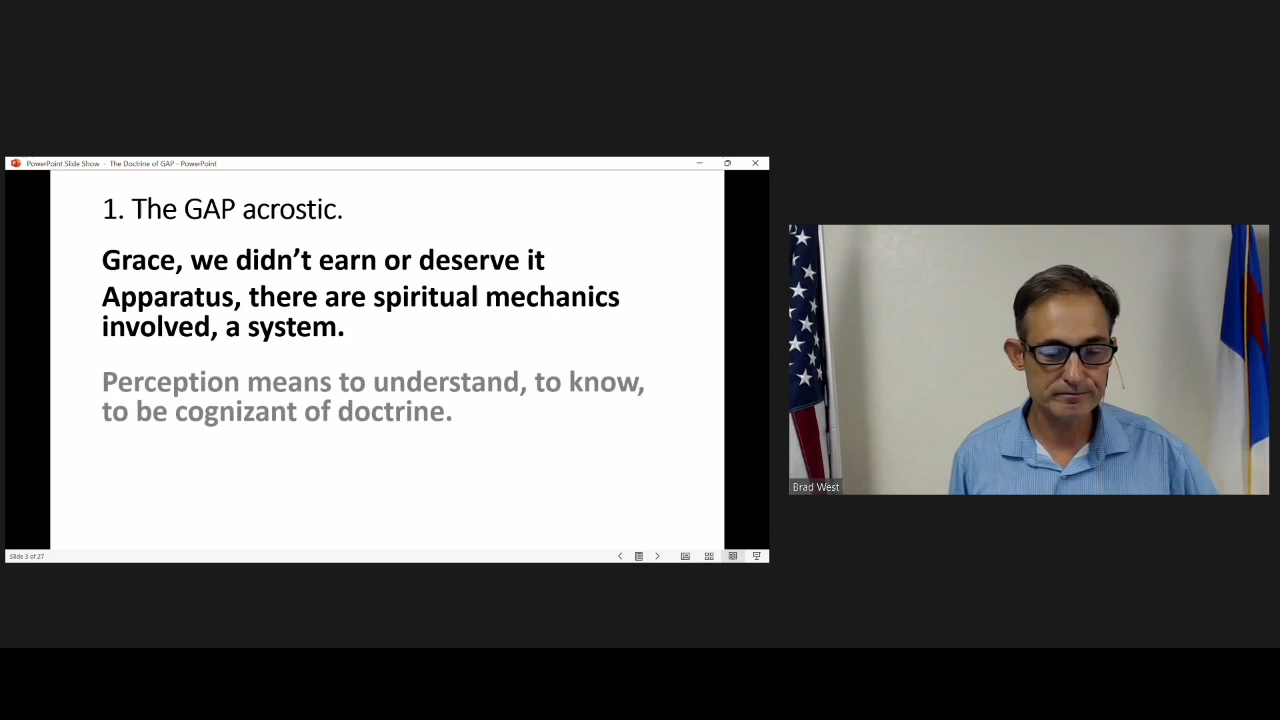 PowerPoint Slide Show - The Doctrine of GAP - PowerPoint
1. The GAP acrostic.
Grace, we didn’t earn or deserve it
Apparatus, there are spiritual mechanics
involved, a system.
Perception means to understand, to know,
to be cognizant of doctrine.
Slide 3 of 27
Brad West